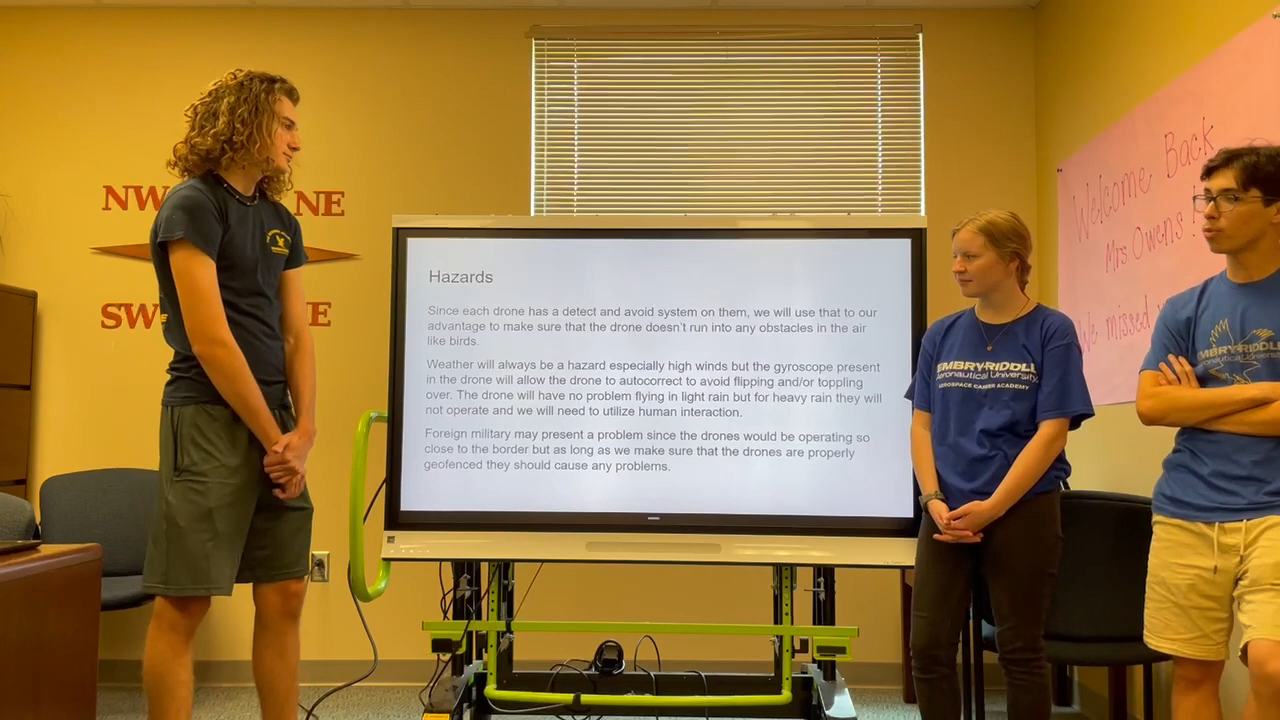 NW NE
SW
Hazards
Since each drone has a detect and avoid system on them, we will use that to our
advantage to make sure that the drone doesn't run into any obstacles in the air
like birds.
Weather will always be a hazard especially high winds but the gyroscope present
in the drone will allow the drone to autocorrect to avoid flipping and/or toppling
over. The drone will have no problem flying in light rain but for heavy rain they will
not operate and we will need to utilize human interaction.
Foreign military may present a problem since the drones would be operating so
close to the border but as long as we make sure that the drones are properly
geofenced they should cause any problems.
EMBRY-RIDDLE
Aeronautical University
AEROSPACE CAREER ACADEMY
Welcome Back
Mrs Owens !
We missed
EMBRY-RIDDL
Aeronautical Universi